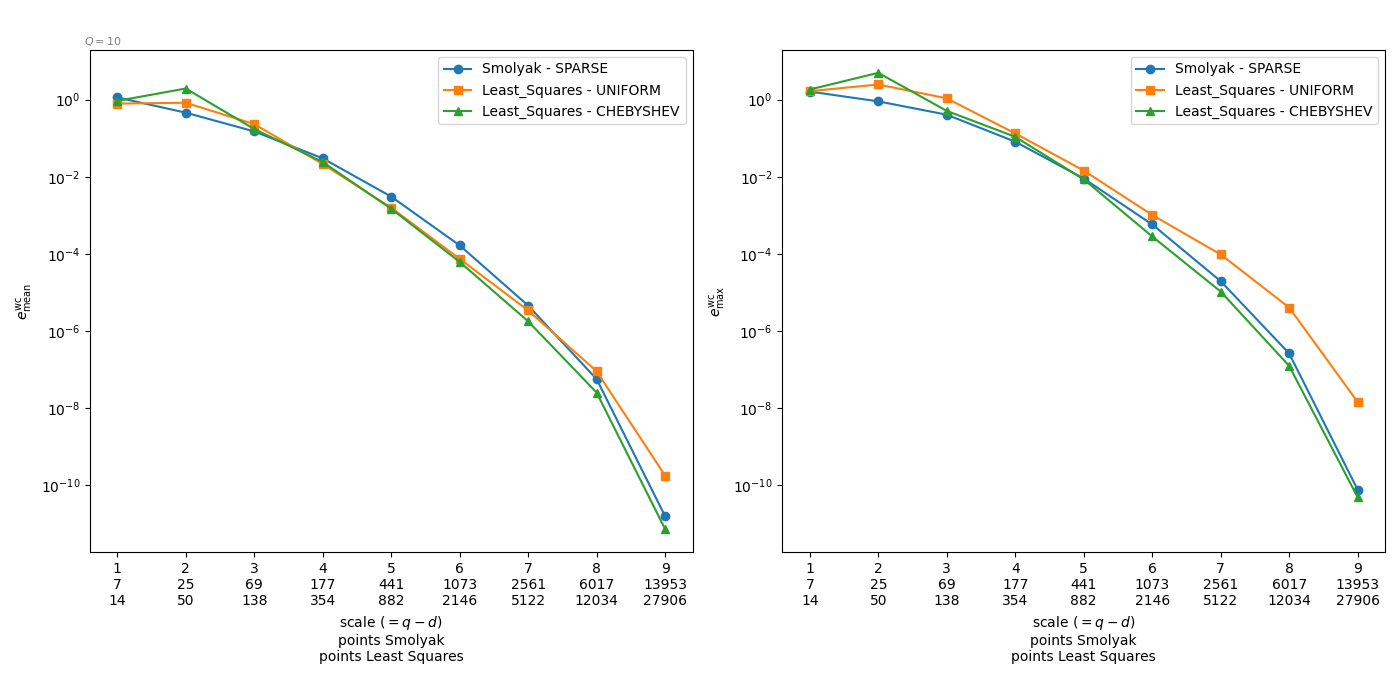 Q = 10
Smolyak - SPARSE
Least_Squares - UNIFORM
Least_Squares - CHEBYSHEV
10⁰
10⁻²
10⁻⁴
10⁻⁶
10⁻⁸
10⁻¹⁰
e^wc_mean
1 2 3 4 5 6 7 8 9
7 25 69 177 441 1073 2561 6017 13953
14 50 138 354 882 2146 5122 12034 27906
scale (= q − d)
points Smolyak
points Least Squares
Smolyak - SPARSE
Least_Squares - UNIFORM
Least_Squares - CHEBYSHEV
10⁰
10⁻²
10⁻⁴
10⁻⁶
10⁻⁸
10⁻¹⁰
e^wc_max
1 2 3 4 5 6 7 8 9
7 25 69 177 441 1073 2561 6017 13953
14 50 138 354 882 2146 5122 12034 27906
scale (= q − d)
points Smolyak
points Least Squares